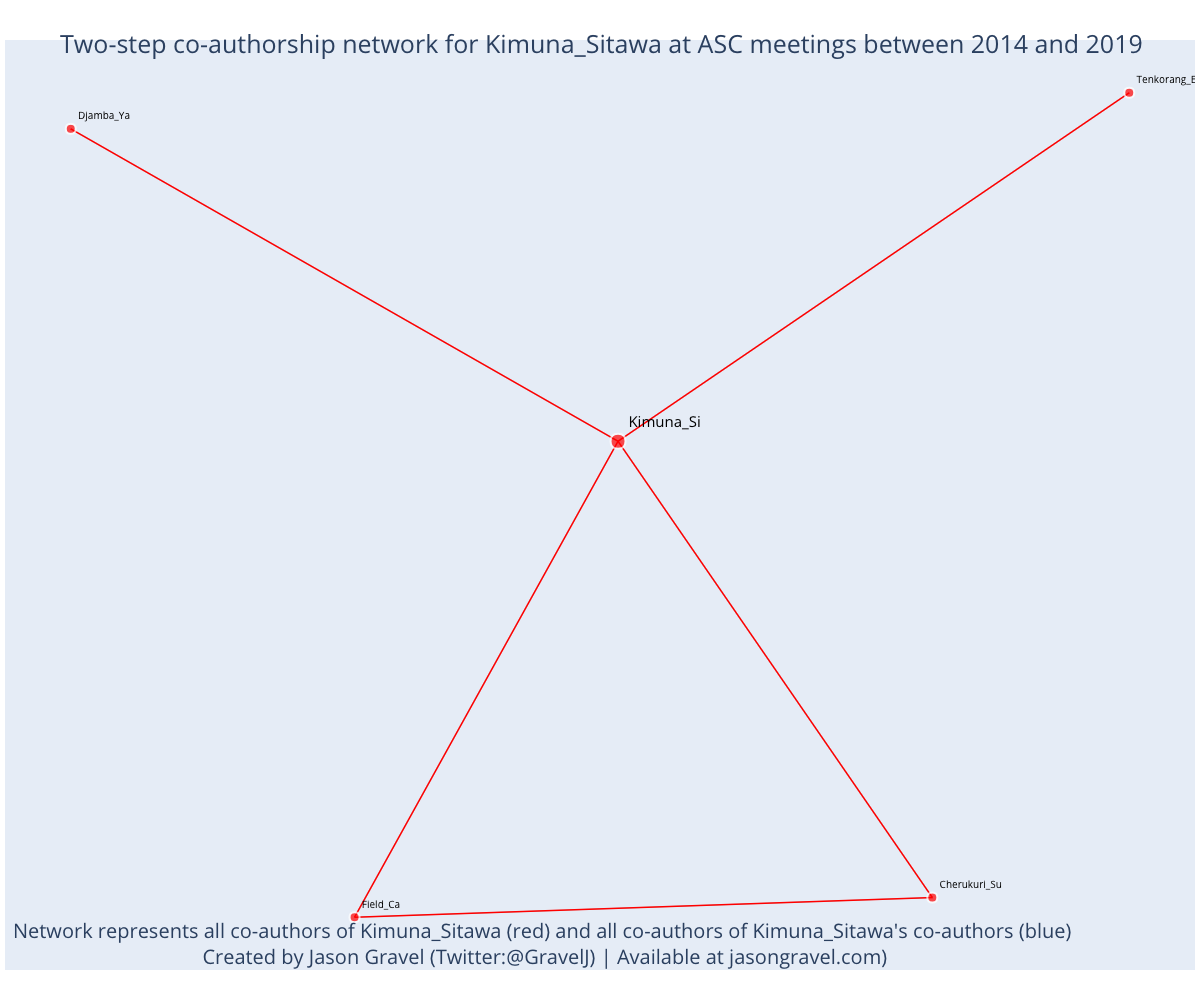 Two-step co-authorship network for Kimuna_Sitawa at ASC meetings between 2014 and 2019
Tenkorang_E
Djamba_Ya
Kimuna_Si
Cherukuri_Su
Field_Ca
Network represents all co-authors of Kimuna_Sitawa (red) and all co-authors of Kimuna_Sitawa's co-authors (blue)
Created by Jason Gravel (Twitter:@GravelJ) | Available at jasongravel.com)